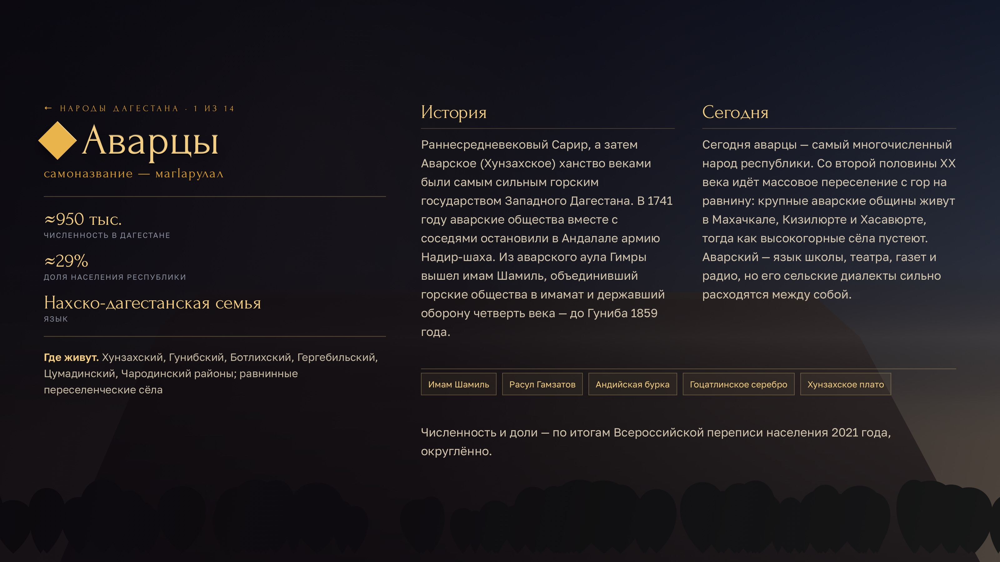 ← НАРОДЫ ДАГЕСТАНА · 1 ИЗ 14
Аварцы
самоназвание — магӀарулал
≈950 тыс.
ЧИСЛЕННОСТЬ В ДАГЕСТАНЕ
≈29%
ДОЛЯ НАСЕЛЕНИЯ РЕСПУБЛИКИ
Нахско-дагестанская семья
ЯЗЫК
Где живут. Хунзахский, Гунибский, Ботлихский, Гергебильский,
Цумадинский, Чародинский районы; равнинные
переселенческие сёла
История
Раннесредневековый Сарир, а затем
Аварское (Хунзахское) ханство веками
были самым сильным горским
государством Западного Дагестана. В 1741
году аварские общества вместе с
соседями остановили в Андалале армию
Надир-шаха. Из аварского аула Гимры
вышел имам Шамиль, объединивший
горские общества в имамат и державший
оборону четверть века — до Гуниба 1859
года.
Сегодня
Сегодня аварцы — самый многочисленный
народ республики. Со второй половины XX
века идёт массовое переселение с гор на
равнину: крупные аварские общины живут
в Махачкале, Кизилюрте и Хасавюрте,
тогда как высокогорные сёла пустеют.
Аварский — язык школы, театра, газет и
радио, но его сельские диалекты сильно
расходятся между собой.
Имам Шамиль
Расул Гамзатов
Андийская бурка
Гоцатлинское серебро
Хунзахское плато
Численность и доли — по итогам Всероссийской переписи населения 2021 года,
округлённо.